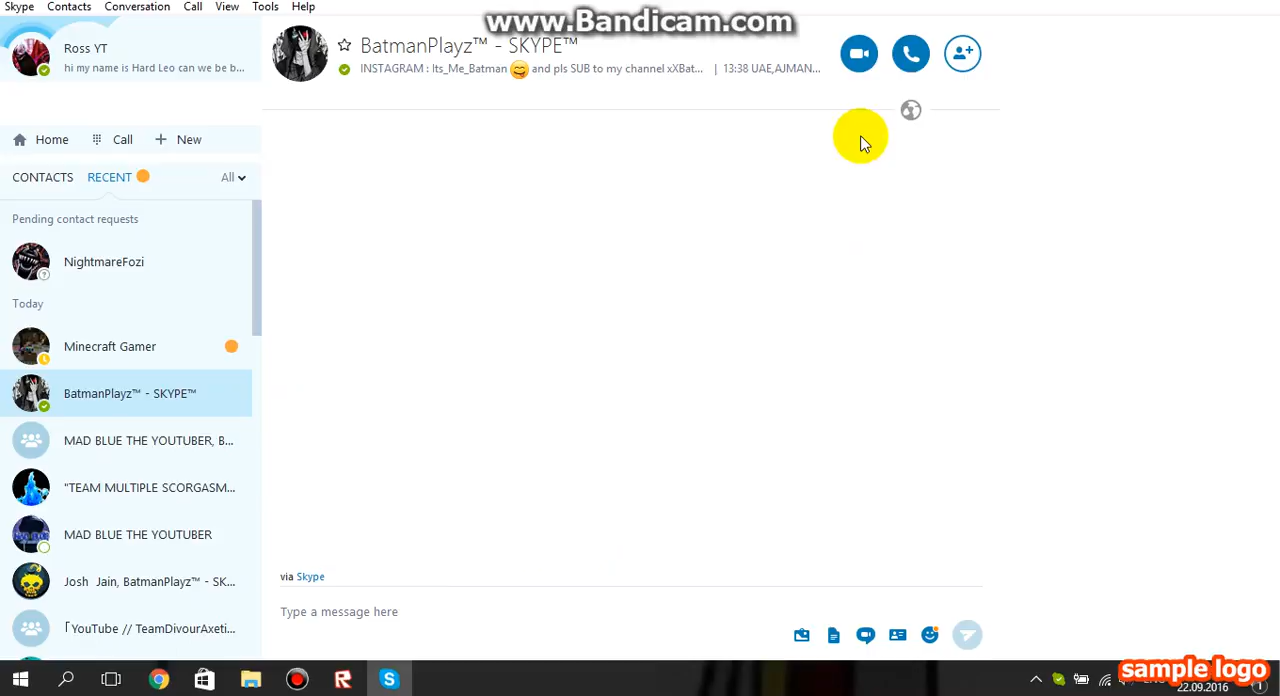 Skype Contacts Conversation Call View Tools Help
www.Bandicam.com
Ross YT
hi my name is Hard Leo can we be b...
BatmanPlayz™ - SKYPE™
INSTAGRAM : Its_Me_Batman and pls SUB to my channel xXBat... | 13:38 UAE,AJMAN...
Home Call New
CONTACTS RECENT All
Pending contact requests
NightmareFozi
Today
Minecraft Gamer
BatmanPlayz™ - SKYPE™
MAD BLUE THE YOUTUBER, B...
"TEAM MULTIPLE SCORGASM...
MAD BLUE THE YOUTUBER
Josh Jain, BatmanPlayz™ - SK...
「YouTube // TeamDivourAxeti...
via Skype
Type a message here
sample logo
22.09.2016